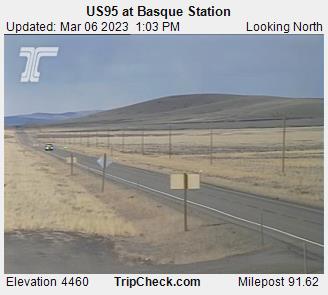 US95 at Basque Station
Updated: Mar 06 2023 1:03 PM Looking North
Elevation 4460 TripCheck.com Milepost 91.62